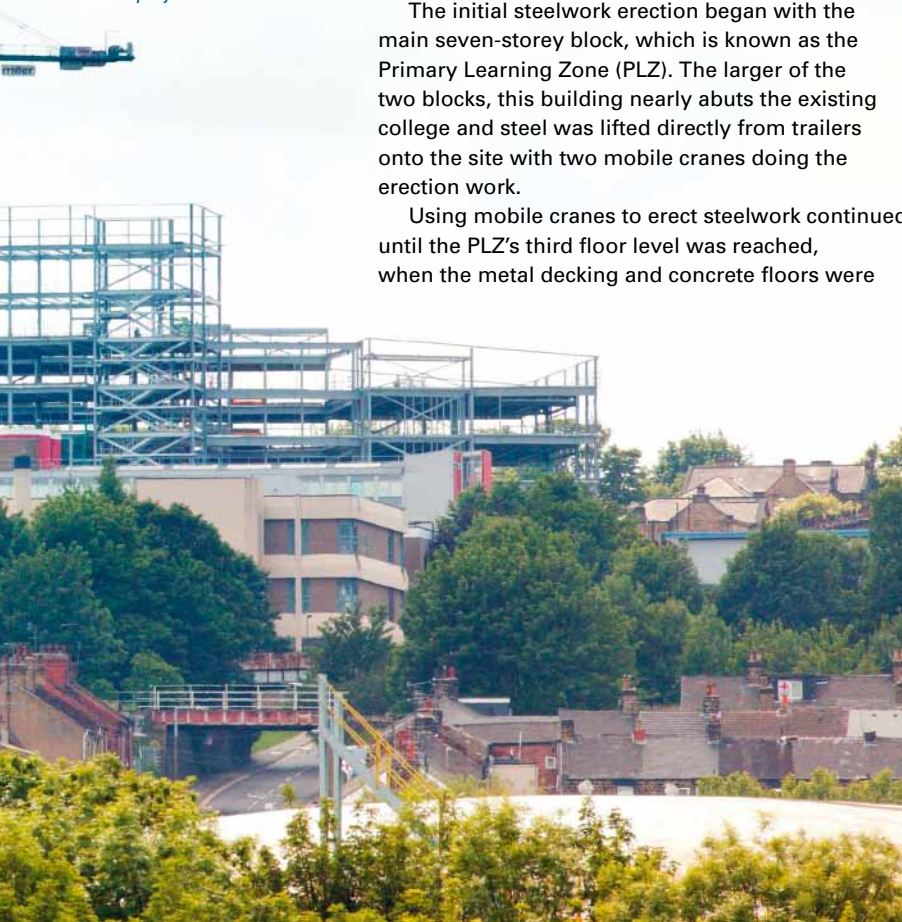 The initial steelwork erection began with the
main seven-storey block, which is known as the
Primary Learning Zone (PLZ). The larger of the
two blocks, this building nearly abuts the existing
college and steel was lifted directly from trailers
onto the site with two mobile cranes doing the
erection work.
Using mobile cranes to erect steelwork continued
until the PLZ's third floor level was reached,
when the metal decking and concrete floors were
miller